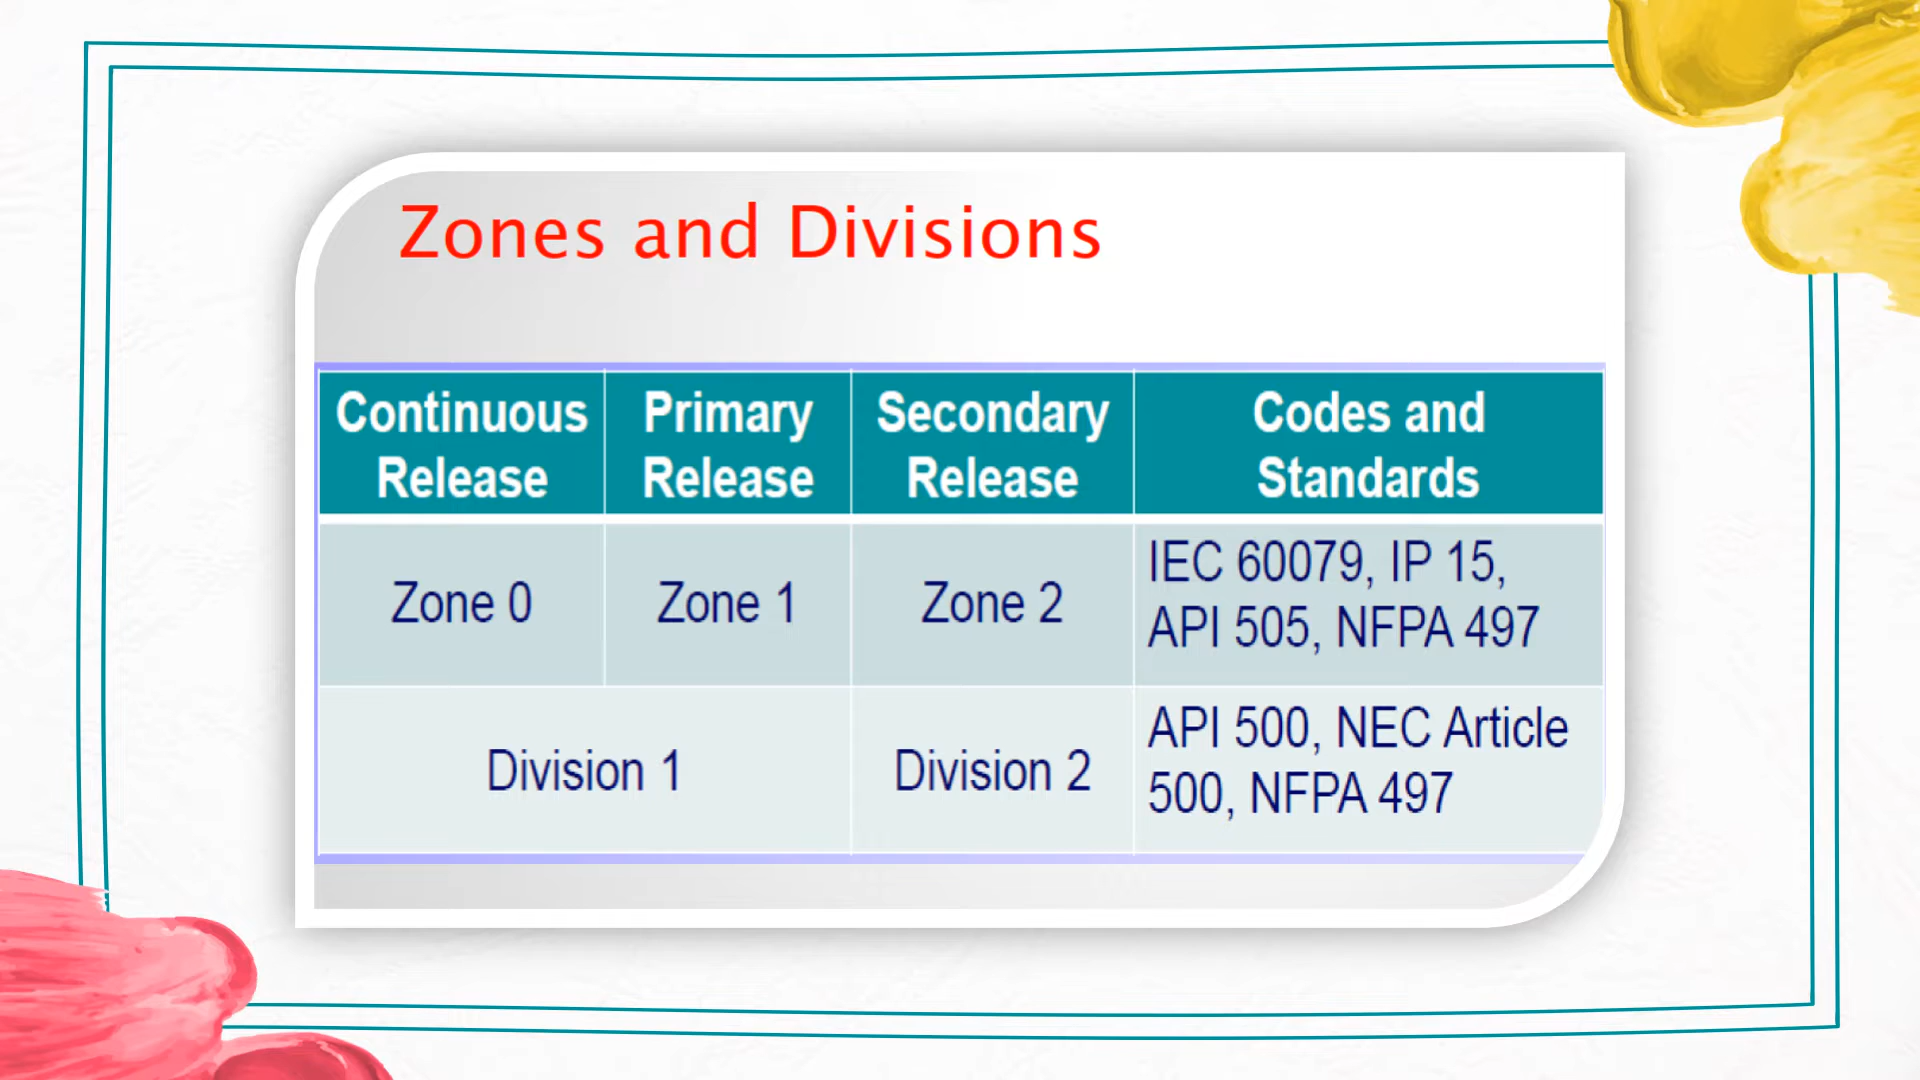 Zones and Divisions
Continuous Release
Primary Release
Secondary Release
Codes and Standards
Zone 0
Zone 1
Zone 2
IEC 60079, IP 15,
API 505, NFPA 497
Division 1
Division 2
API 500, NEC Article
500, NFPA 497